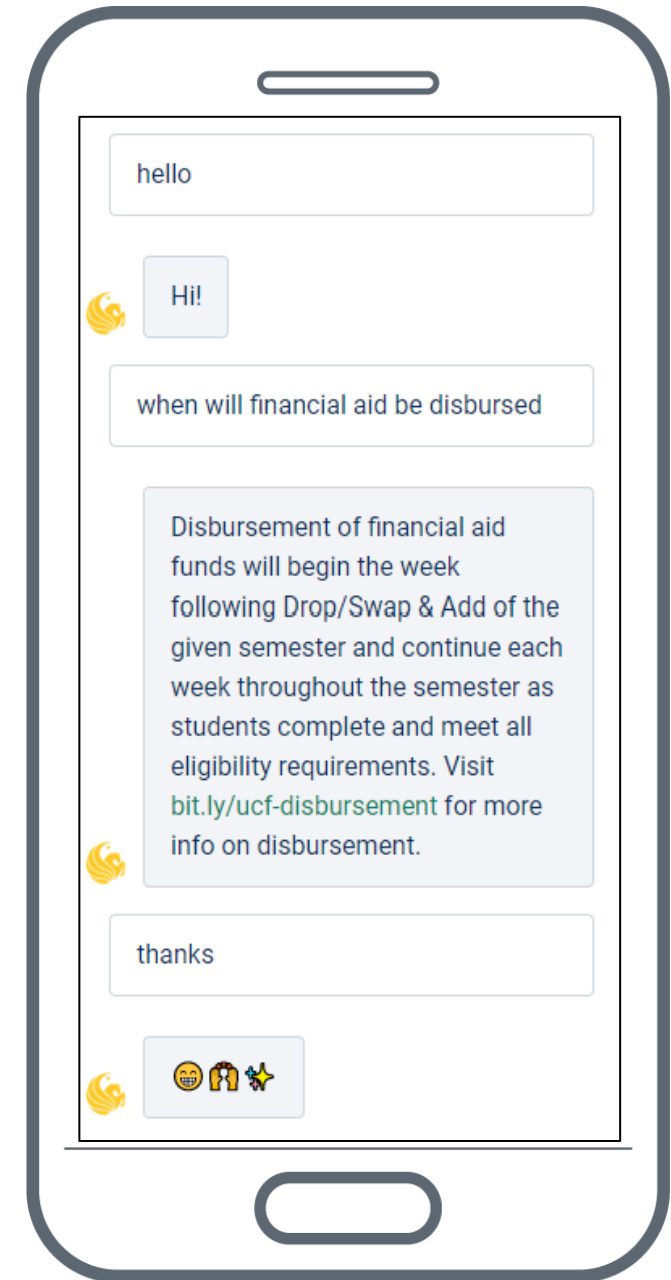 hello
Hi!
when will financial aid be disbursed
Disbursement of financial aid
funds will begin the week
following Drop/Swap & Add of the
given semester and continue each
week throughout the semester as
students complete and meet all
eligibility requirements. Visit
bit.ly/ucf-disbursement for more
info on disbursement.
thanks
😁🙌✨